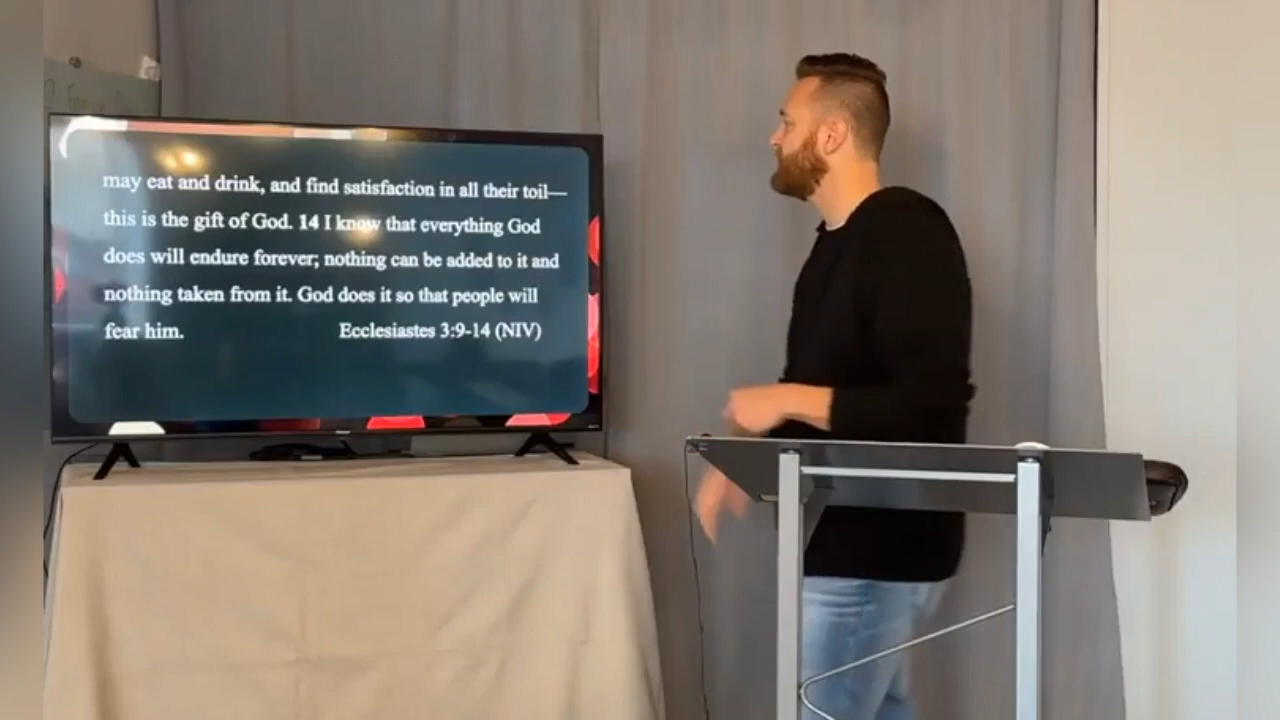 may eat and drink, and find satisfaction in all their toil—
this is the gift of God. 14 I know that everything God
does will endure forever; nothing can be added to it and
nothing taken from it. God does it so that people will
fear him. Ecclesiastes 3:9-14 (NIV)